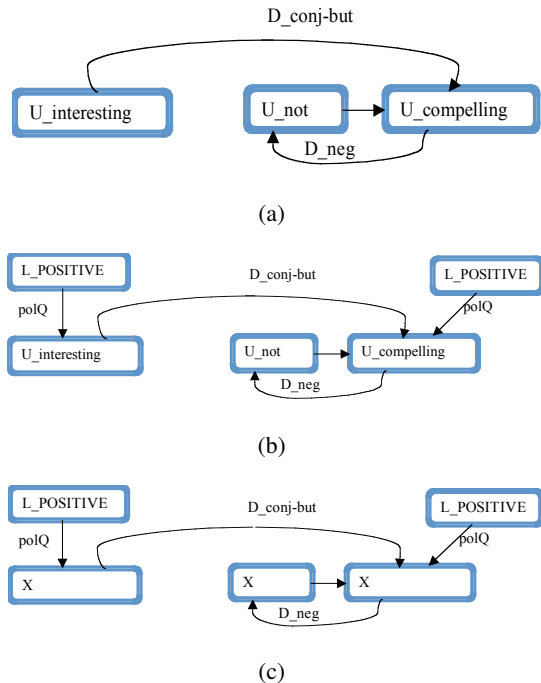 D_conj-but
U_interesting
U_not
U_compelling
D_neg
(a)
L_POSITIVE
L_POSITIVE
D_conj-but
polQ
polQ
U_interesting
U_not
U_compelling
D_neg
(b)
L_POSITIVE
L_POSITIVE
D_conj-but
polQ
polQ
X
X
X
D_neg
(c)